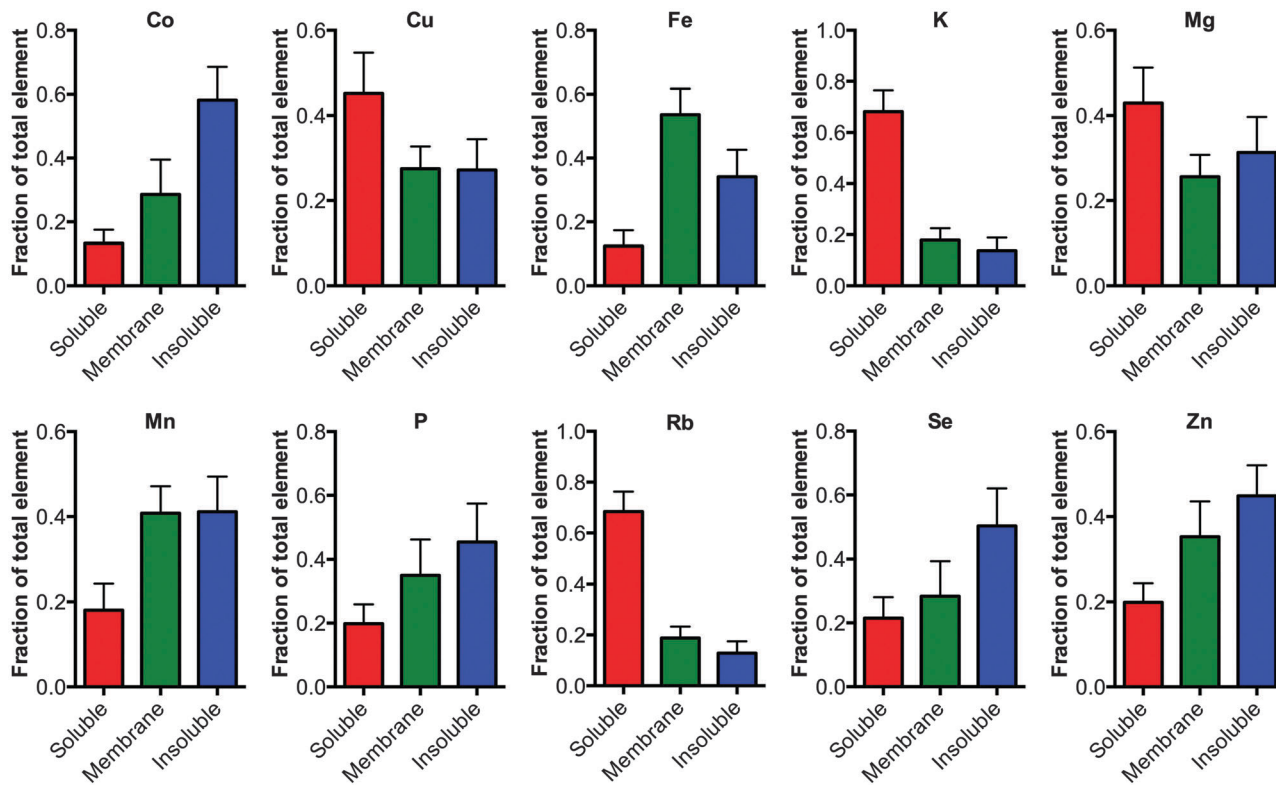 Co
Fraction of total element
0.8
0.6
0.4
0.2
0.0
Soluble
Membrane
Insoluble
Cu
Fraction of total element
0.6
0.4
0.2
0.0
Soluble
Membrane
Insoluble
Fe
Fraction of total element
0.8
0.6
0.4
0.2
0.0
Soluble
Membrane
Insoluble
K
Fraction of total element
1.0
0.8
0.6
0.4
0.2
0.0
Soluble
Membrane
Insoluble
Mg
Fraction of total element
0.6
0.4
0.2
0.0
Soluble
Membrane
Insoluble
Mn
Fraction of total element
0.6
0.4
0.2
0.0
Soluble
Membrane
Insoluble
P
Fraction of total element
0.8
0.6
0.4
0.2
0.0
Soluble
Membrane
Insoluble
Rb
Fraction of total element
1.0
0.8
0.6
0.4
0.2
0.0
Soluble
Membrane
Insoluble
Se
Fraction of total element
0.8
0.6
0.4
0.2
0.0
Soluble
Membrane
Insoluble
Zn
Fraction of total element
0.6
0.4
0.2
0.0
Soluble
Membrane
Insoluble